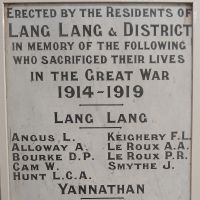 Erected by the Residents of
Lang Lang & District
in memory of the following
who sacrificed their lives
in the Great War
1914-1919
Lang Lang
Angus L.
Alloway A.
Bourke D.P.
Cam W.
Hunt L.G.A.
Keighery F.L.
Le Roux A.A.
Le Roux P.R.
Smythe J.
Yannathan